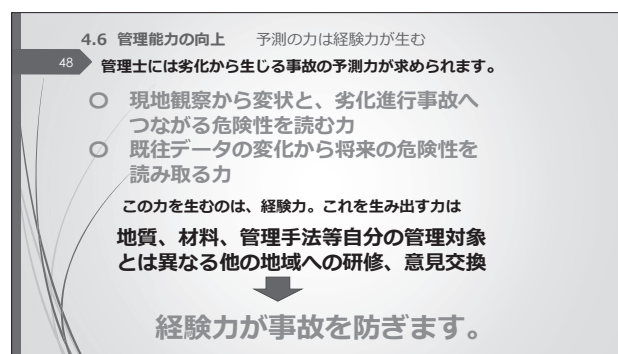 4.6 管理能力の向上　予測の力は経験力が生む
48
管理士には劣化から生じる事故の予測力が求められます。
○ 現地観察から変状と、劣化進行事故へ
つながる危険性を読む力
○ 既往データの変化から将来の危険性を
読み取る力
この力を生むのは、経験力。これを生み出す力は
地質、材料、管理手法等自分の管理対象
とは異なる他の地域への研修、意見交換
経験力が事故を防ぎます。